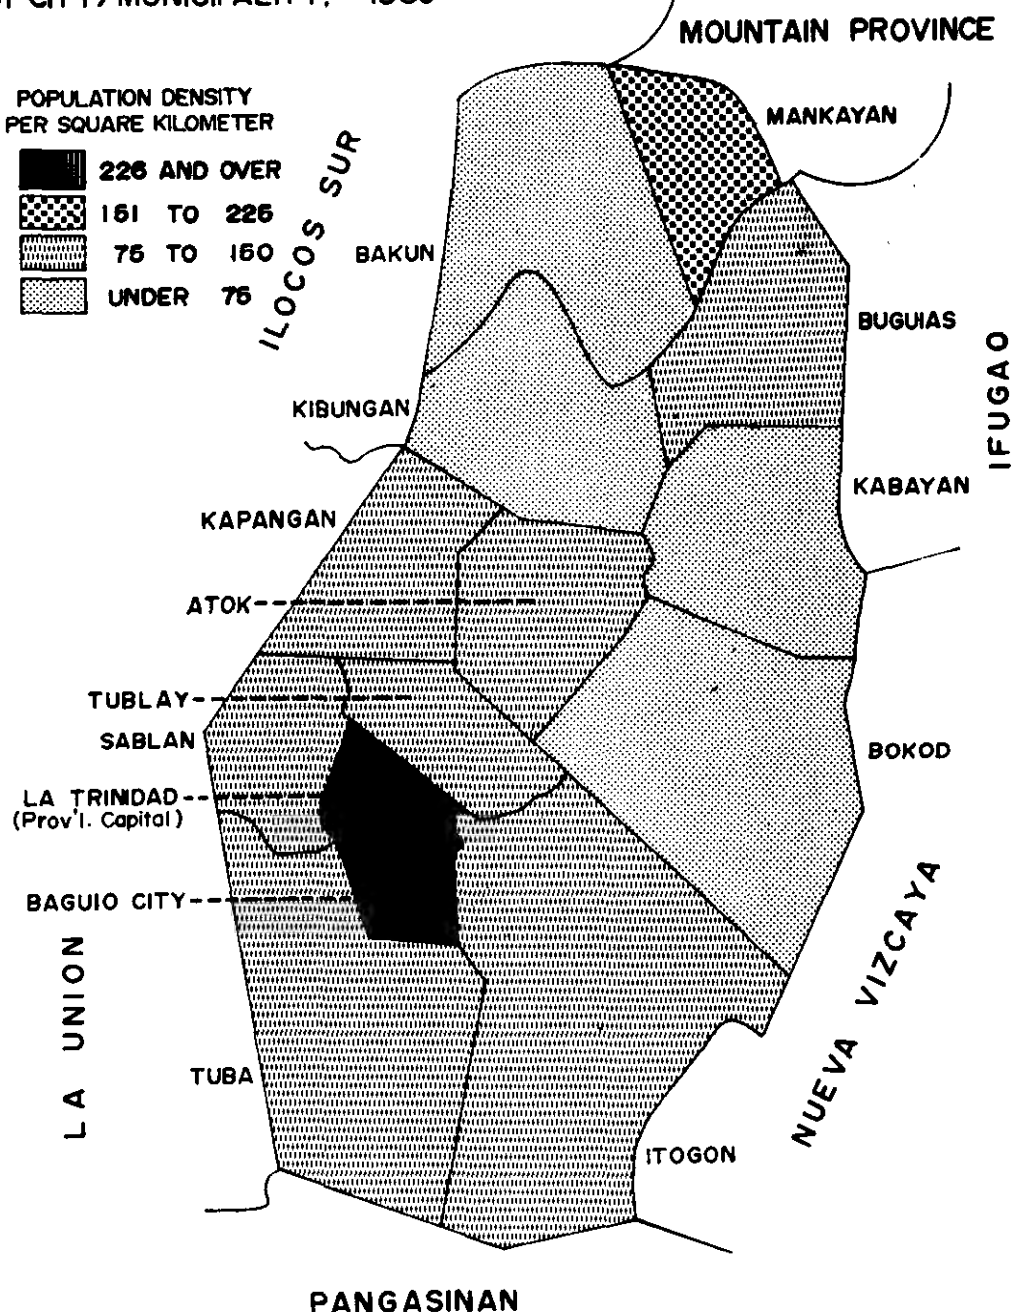 CITY/MUNICIPALITY,
MOUNTAIN PROVINCE
POPULATION DENSITY
PER SQUARE KILOMETER
226 AND OVER
151 TO 225
75 TO 150
UNDER 75
ILOCOS SUR
MANKAYAN
BAKUN
BUGUIAS
IFUGAO
KIBUNGAN
KABAYAN
KAPANGAN
ATOK
TUBLAY
SABLAN
BOKOD
LA TRINIDAD
(Prov'l. Capital)
BAGUIO CITY
LA UNION
NUEVA VIZCAYA
TUBA
ITOGON
PANGASINAN